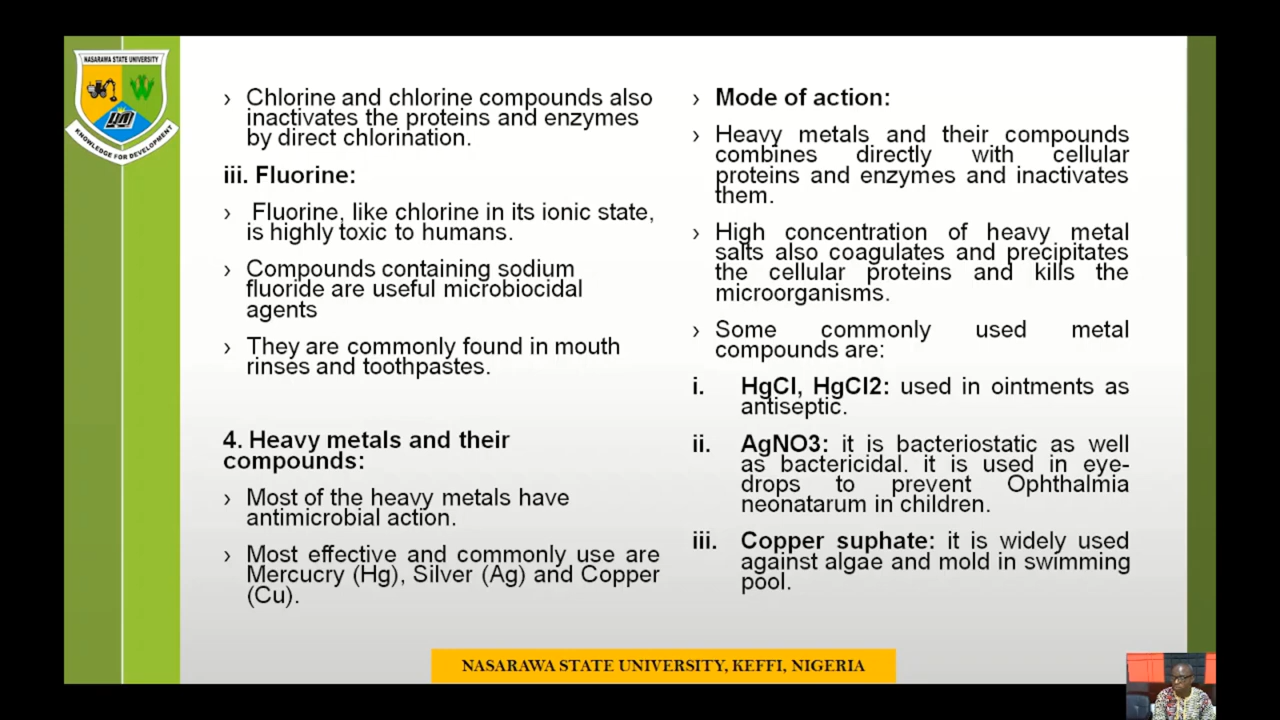 NASARAWA STATE UNIVERSITY
KNOWLEDGE FOR DEVELOPMENT
› Chlorine and chlorine compounds also
inactivates the proteins and enzymes
by direct chlorination.
iii. Fluorine:
› Fluorine, like chlorine in its ionic state,
is highly toxic to humans.
› Compounds containing sodium
fluoride are useful microbiocidal
agents
› They are commonly found in mouth
rinses and toothpastes.
4. Heavy metals and their
compounds:
› Most of the heavy metals have
antimicrobial action.
› Most effective and commonly use are
Mercucry (Hg), Silver (Ag) and Copper
(Cu).
› Mode of action:
› Heavy metals and their compounds
combines directly with cellular
proteins and enzymes and inactivates
them.
› High concentration of heavy metal
salts also coagulates and precipitates
the cellular proteins and kills the
microorganisms.
› Some commonly used metal
compounds are:
i. HgCl, HgCl2: used in ointments as
antiseptic.
ii. AgNO3: it is bacteriostatic as well
as bactericidal. it is used in eye-
drops to prevent Ophthalmia
neonatarum in children.
iii. Copper suphate: it is widely used
against algae and mold in swimming
pool.
NASARAWA STATE UNIVERSITY, KEFFI, NIGERIA